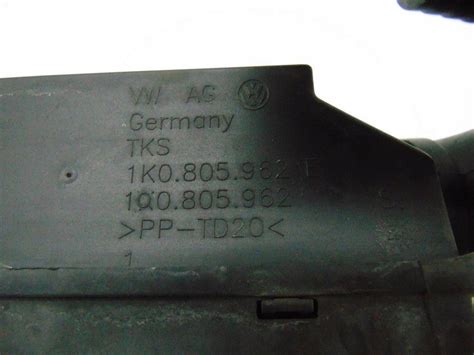 VW AG
Germany
TKS
1K0.805.962 E
1Q0.805.962
>PP-TD20<
1